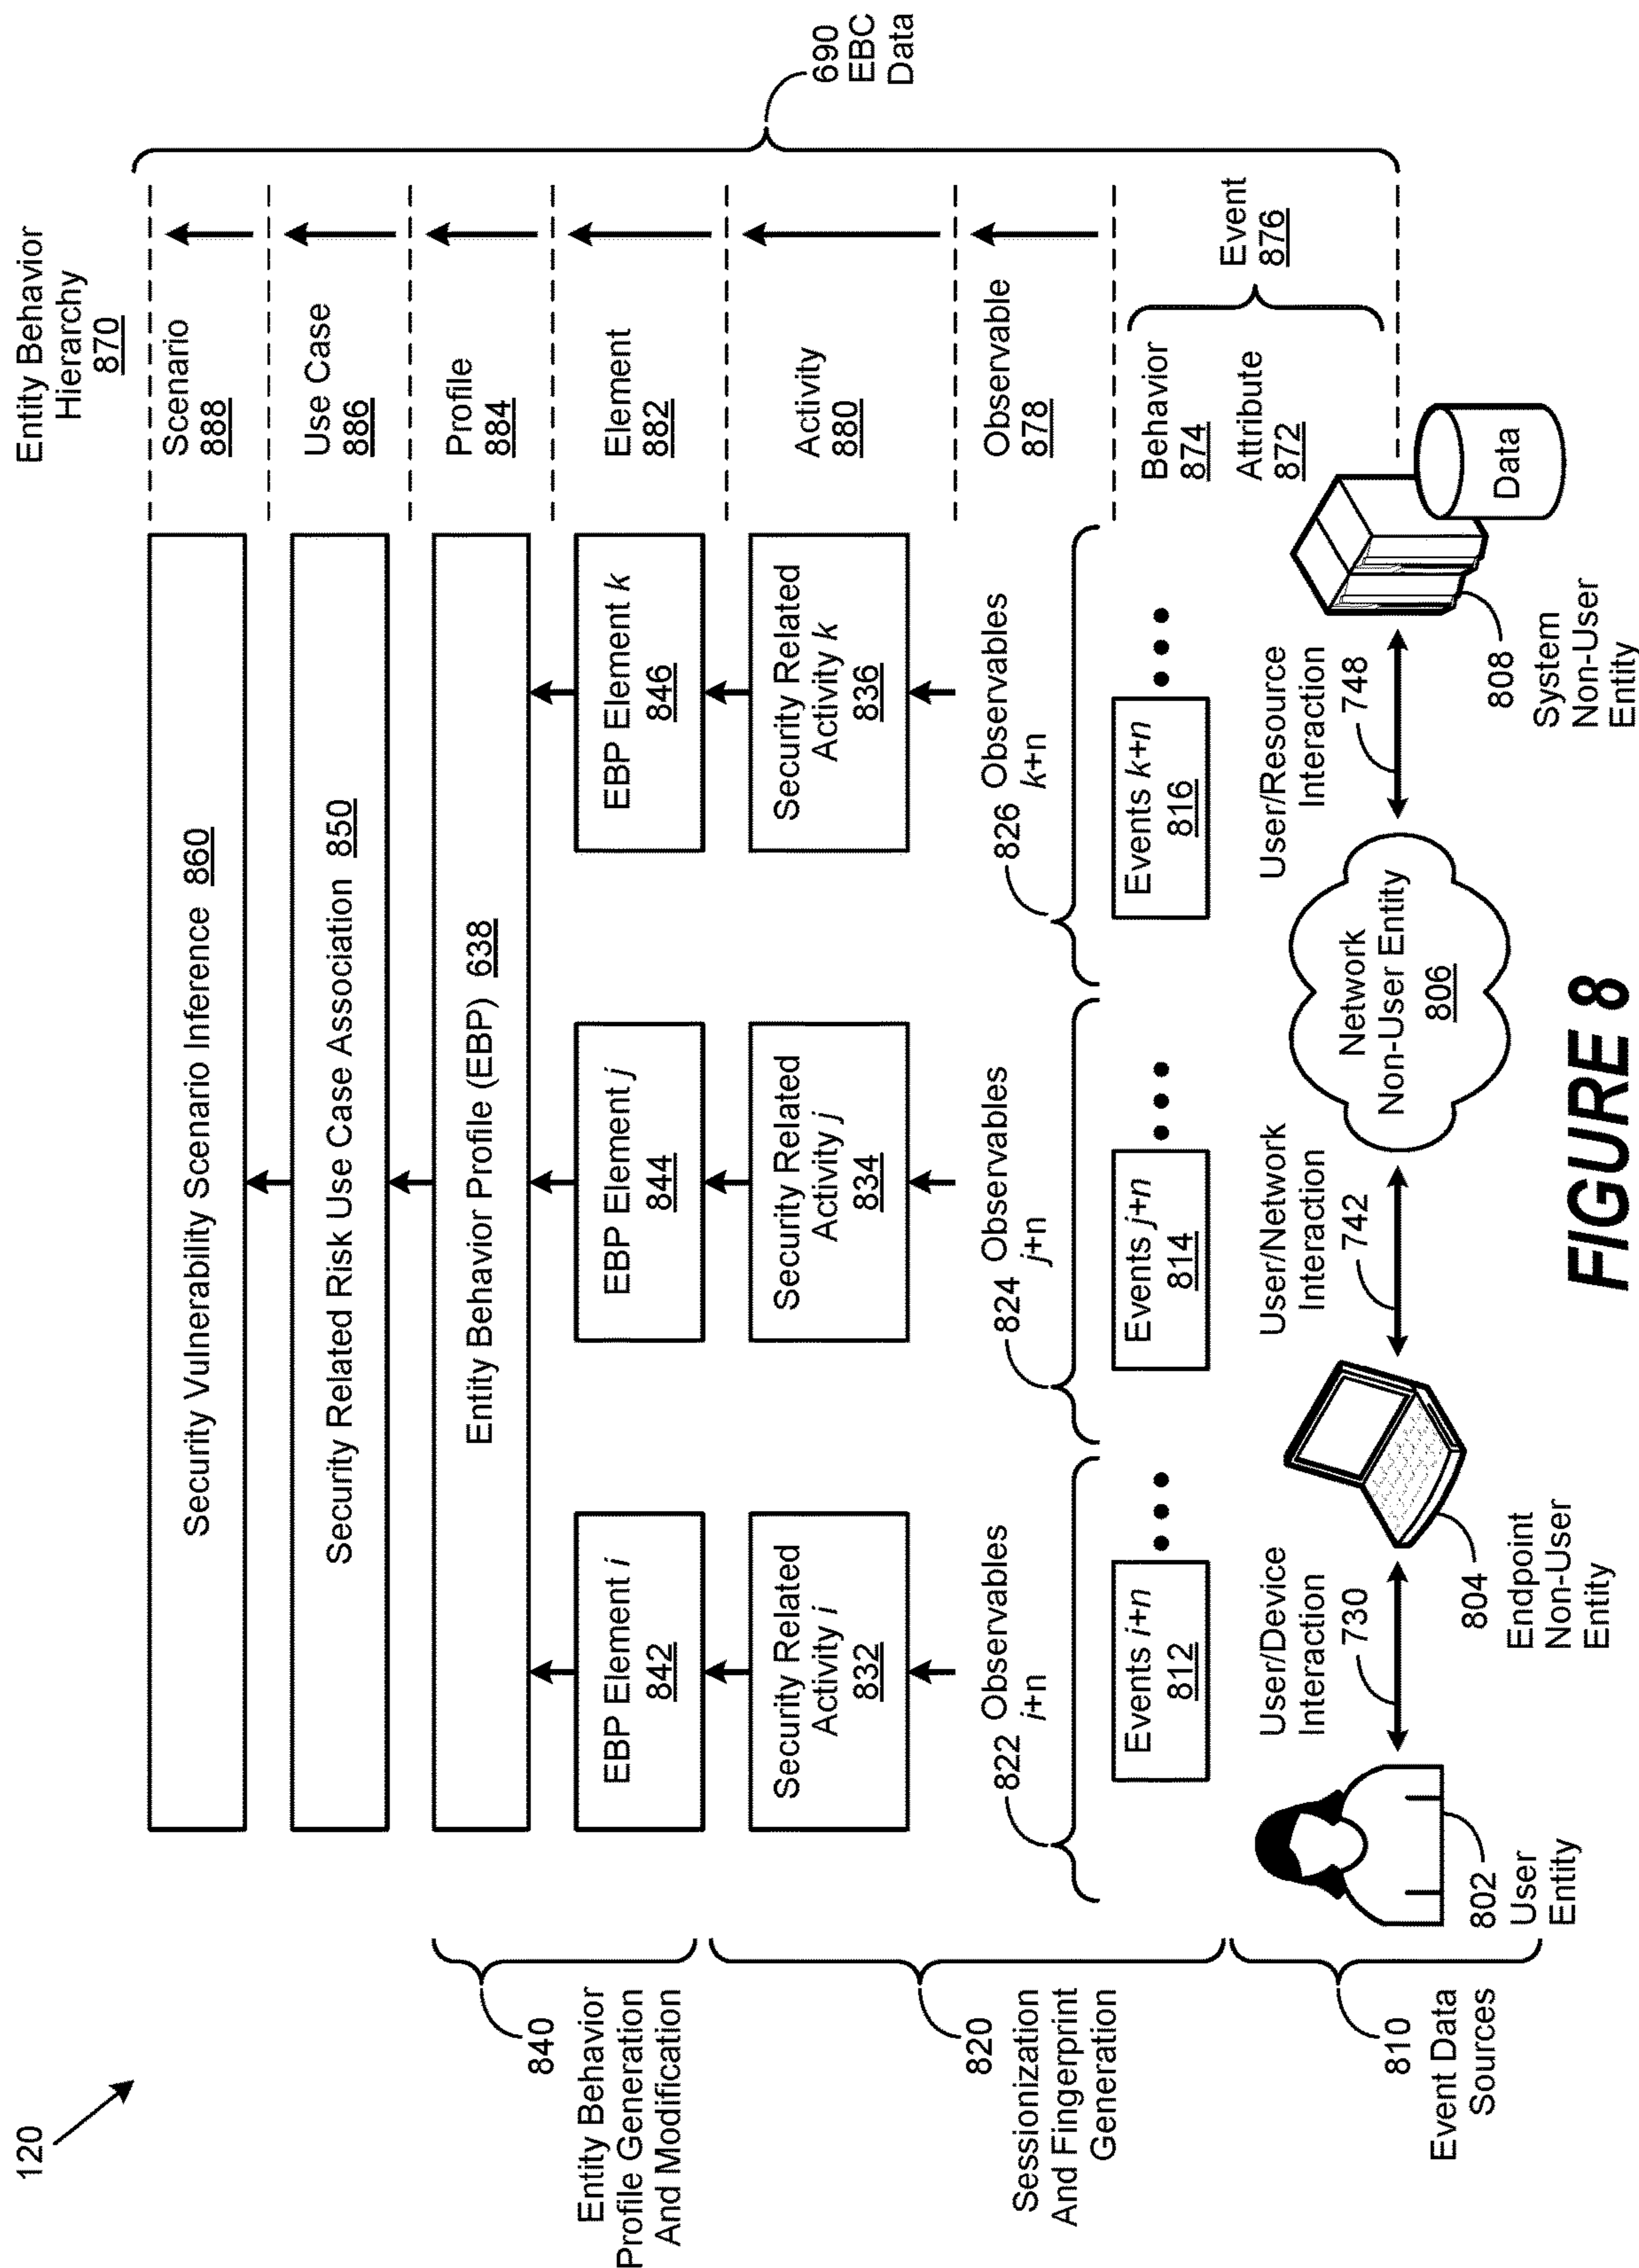 120
Entity Behavior
Hierarchy
870
Security Vulnerability Scenario Inference 860
Scenario
888
Security Related Risk Use Case Association 850
Use Case
886
840
Entity Behavior
Profile Generation
And Modification
Entity Behavior Profile (EBP) 638
Profile
884
EBP Element i
842
EBP Element j
844
EBP Element k
846
Element
882
690
EBC
Data
820
Sessionization
And Fingerprint
Generation
Security Related
Activity i
832
Security Related
Activity j
834
Security Related
Activity k
836
Activity
880
822
Observables
i+n
824
Observables
j+n
826
Observables
k+n
Observable
878
Events i+n
812
Events j+n
814
Events k+n
816
Behavior
874
Attribute
872
Event
876
810
Event Data
Sources
802
User
Entity
User/Device
Interaction
730
804
Endpoint
Non-User
Entity
User/Network
Interaction
742
Network
Non-User Entity
806
User/Resource
Interaction
748
808
System
Non-User
Entity
Data
FIGURE 8